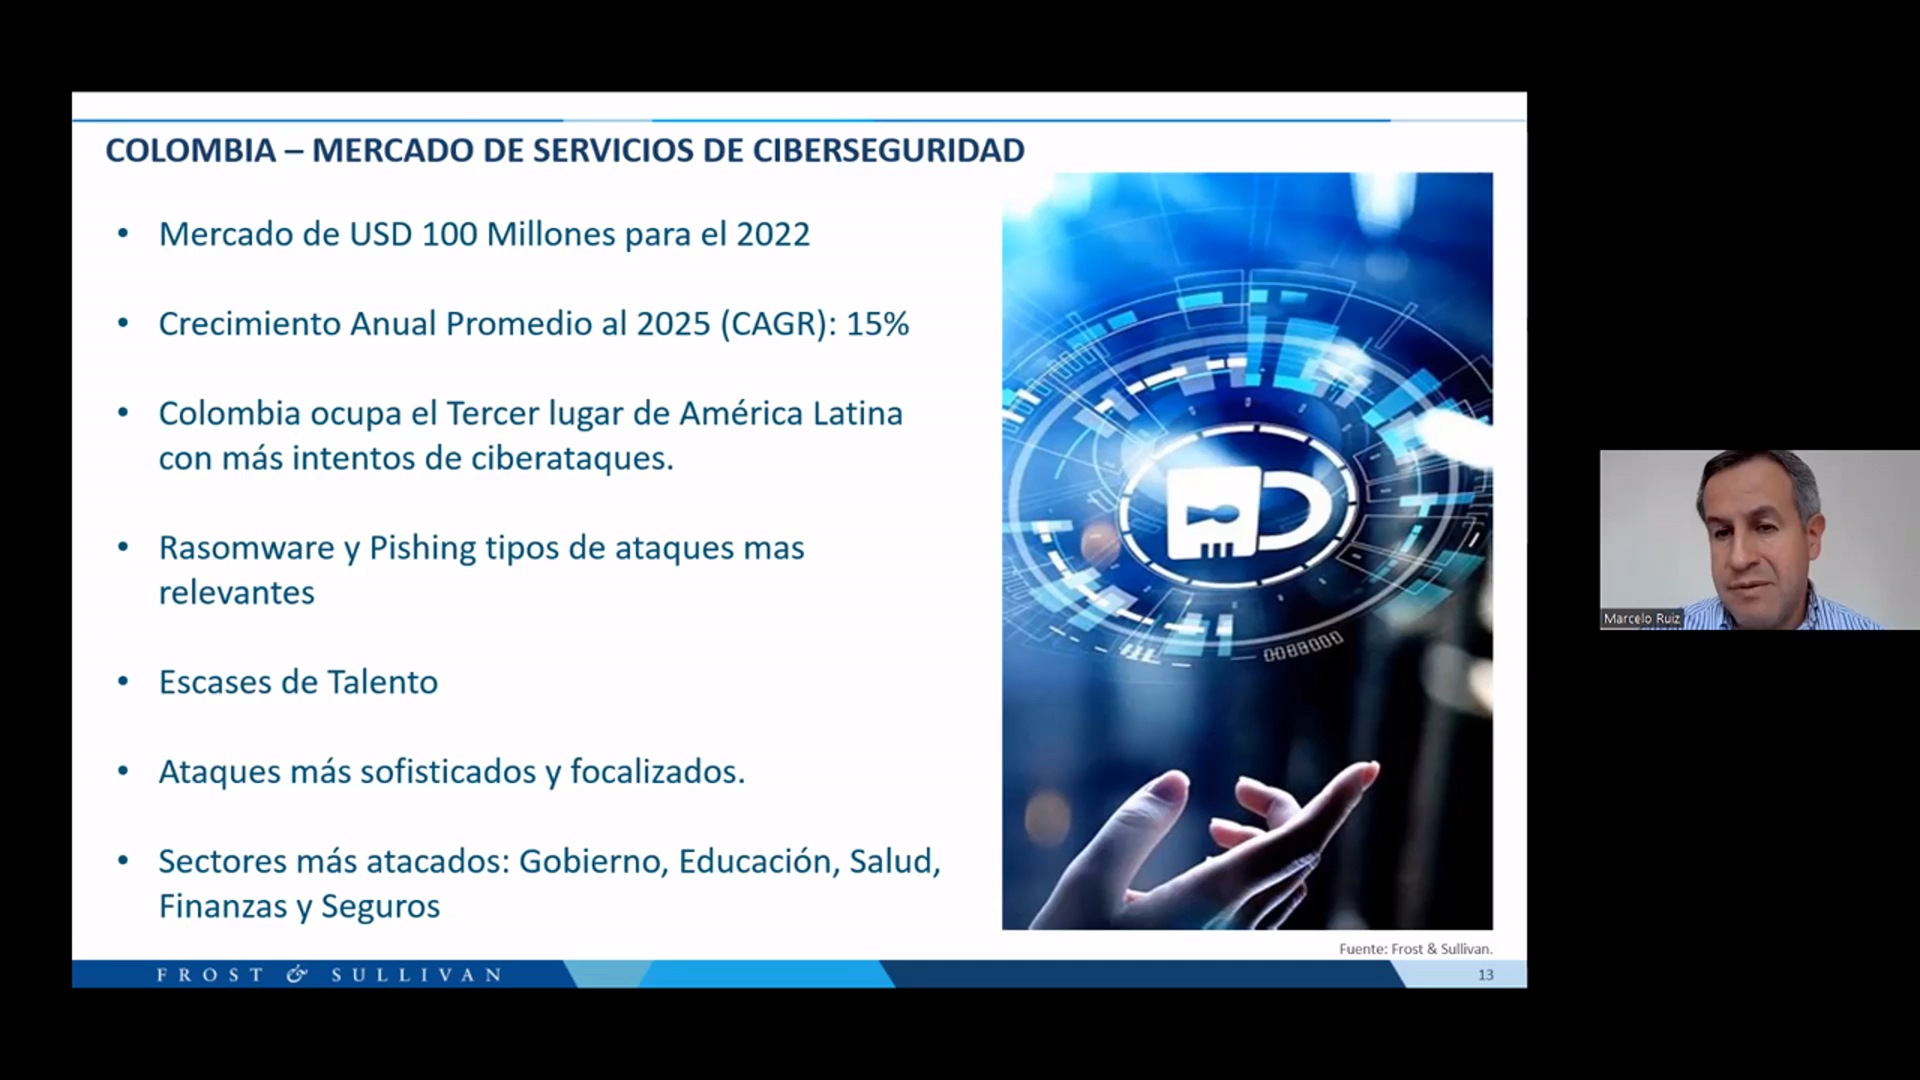 COLOMBIA – MERCADO DE SERVICIOS DE CIBERSEGURIDAD
• Mercado de USD 100 Millones para el 2022
• Crecimiento Anual Promedio al 2025 (CAGR): 15%
• Colombia ocupa el Tercer lugar de América Latina
con más intentos de ciberataques.
• Rasomware y Pishing tipos de ataques mas
relevantes
• Escases de Talento
• Ataques más sofisticados y focalizados.
• Sectores más atacados: Gobierno, Educación, Salud,
Finanzas y Seguros
Fuente: Frost & Sullivan.
FROST & SULLIVAN
13
Marcelo Ruiz